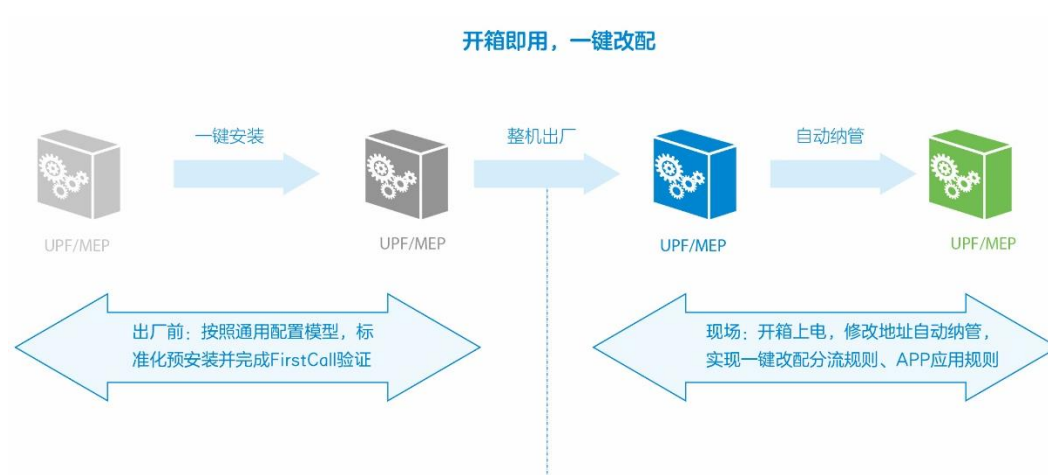 开箱即用，一键改配
一键安装
整机出厂
自动纳管
UPF/MEP
UPF/MEP
UPF/MEP
UPF/MEP
出厂前：按照通用配置模型，标
准化预安装并完成FirstCall验证
现场：开箱上电，修改地址自动纳管，
实现一键改配分流规则、APP应用规则